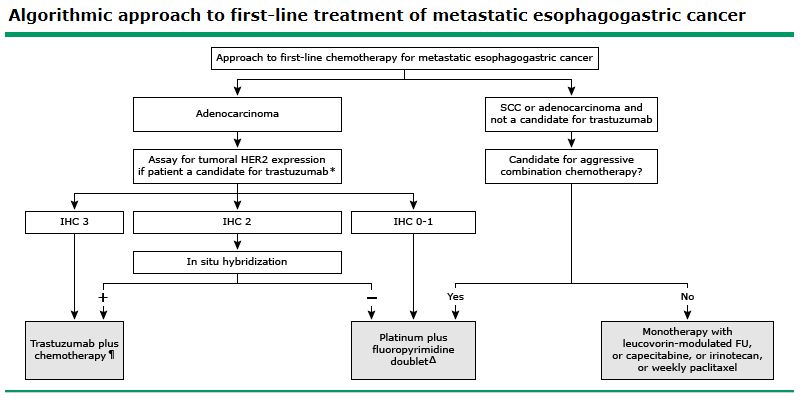 Algorithmic approach to first-line treatment of metastatic esophagogastric cancer
Approach to first-line chemotherapy for metastatic esophagogastric cancer
Adenocarcinoma
SCC or adenocarcinoma and
not a candidate for trastuzumab
Assay for tumoral HER2 expression
if patient a candidate for trastuzumab*
Candidate for aggressive
combination chemotherapy?
IHC 3
IHC 2
IHC 0-1
In situ hybridization
+
−
Yes
No
Trastuzumab plus
chemotherapy¶
Platinum plus
fluoropyrimidine
doubletΔ
Monotherapy with
leucovorin-modulated FU,
or capecitabine, or irinotecan,
or weekly paclitaxel